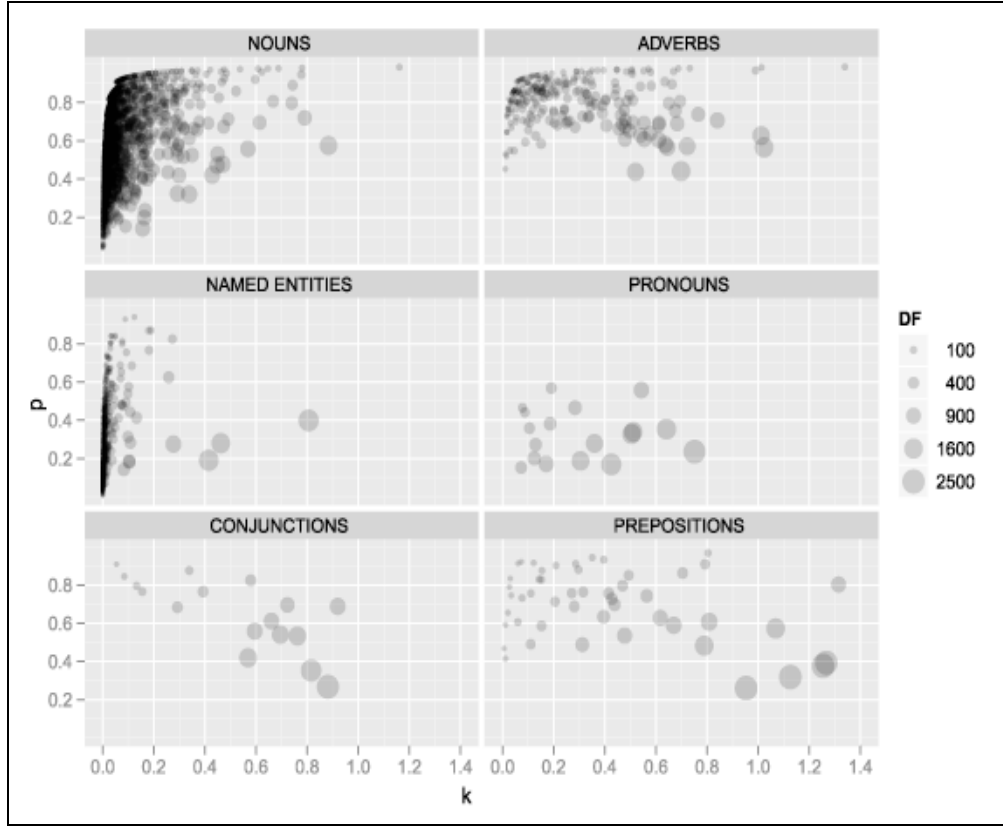 NOUNS
ADVERBS
0.8
0.6
0.4
0.2
NAMED ENTITIES
PRONOUNS
0.8
0.6
0.4
0.2
p
CONJUNCTIONS
PREPOSITIONS
0.8
0.6
0.4
0.2
0.0 0.2 0.4 0.6 0.8 1.0 1.2 1.4
0.0 0.2 0.4 0.6 0.8 1.0 1.2 1.4
k
DF
100
400
900
1600
2500